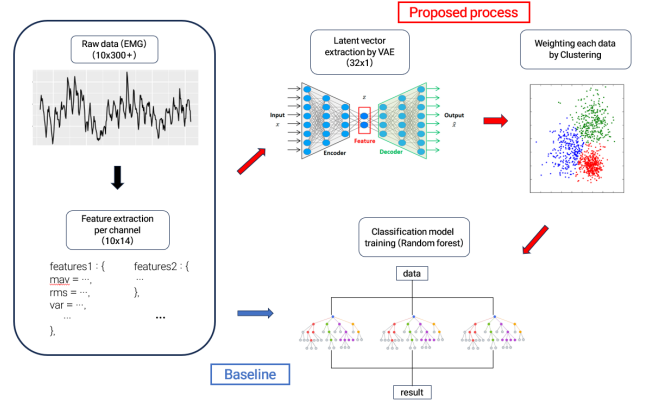 Proposed process
Raw data (EMG)
(10x300+)
Latent vector
extraction by VAE
(32x1)
Weighting each data
by Clustering
Input
x
z
Output
x̂
Encoder
Feature
Decoder
Feature extraction
per channel
(10x14)
features1 : {
mav = ⋯,
rms = ⋯,
var = ⋯,
⋯
},
features2 : {
⋯
},
⋯
Classification model
training (Random forest)
data
result
Baseline